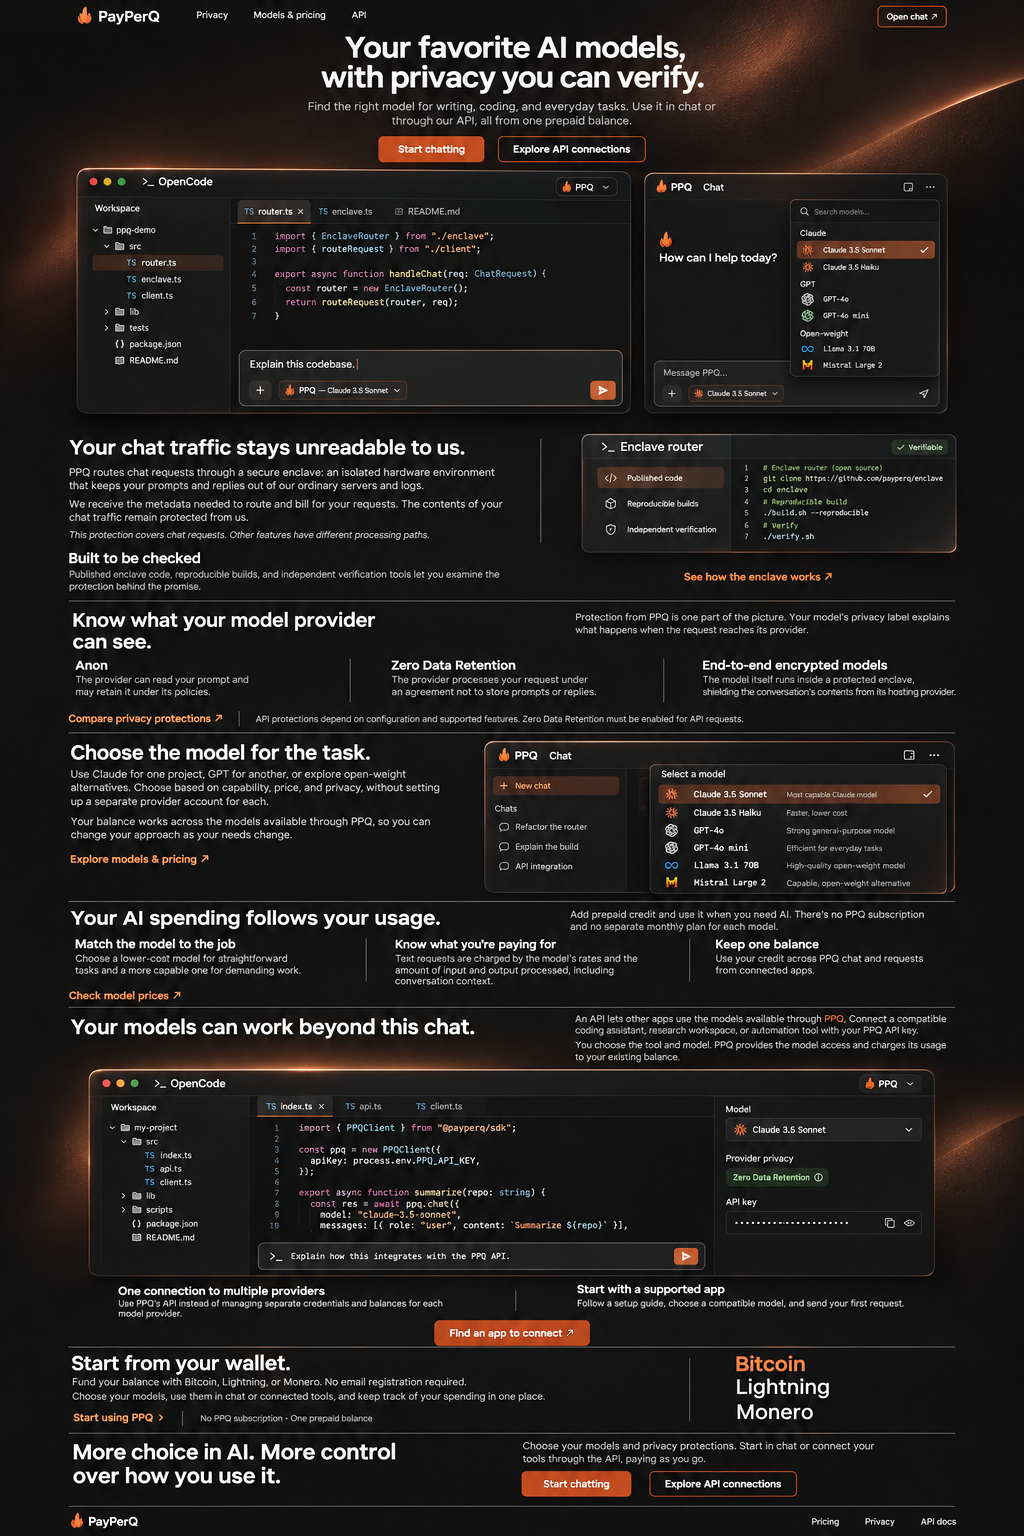 PayPerQ
Privacy
Models & pricing
API
Open chat ↗
Your favorite AI models,
with privacy you can verify.
Find the right model for writing, coding, and everyday tasks. Use it in chat or
through our API, all from one prepaid balance.
Start chatting
Explore API connections
>_ OpenCode
PPQ
Workspace
ppq-demo
src
TS router.ts
TS enclave.ts
TS client.ts
lib
tests
{} package.json
README.md
TS router.ts ×
TS enclave.ts
README.md
1 import { EnclaveRouter } from "./enclave";
2 import { routeRequest } from "./client";
3
4 export async function handleChat(req: ChatRequest) {
5 const router = new EnclaveRouter();
6 return routeRequest(router, req);
7 }
Explain this codebase.
+
PPQ — Claude 3.5 Sonnet
PPQ Chat
How can I help today?
Search models...
Claude
Claude 3.5 Sonnet
Claude 3.5 Haiku
GPT
GPT-4o
GPT-4o mini
Open-weight
Llama 3.1 70B
Mistral Large 2
Message PPQ...
+
Claude 3.5 Sonnet
Your chat traffic stays unreadable to us.
PPQ routes chat requests through a secure enclave: an isolated hardware environment
that keeps your prompts and replies out of our ordinary servers and logs.
We receive the metadata needed to route and bill for your requests. The contents of your
chat traffic remain protected from us.
This protection covers chat requests. Other features have different processing paths.
Built to be checked
Published enclave code, reproducible builds, and independent verification tools let you examine the
protection behind the promise.
>_ Enclave router
✓ Verifiable
</> Published code
Reproducible builds
Independent verification
1 # Enclave router (open source)
2 git clone https://github.com/payperq/enclave
3 cd enclave
4 # Reproducible build
5 ./build.sh --reproducible
6 # Verify
7 ./verify.sh
See how the enclave works ↗
Know what your model provider
can see.
Protection from PPQ is one part of the picture. Your model's privacy label explains
what happens when the request reaches its provider.
Anon
The provider can read your prompt and
may retain it under its policies.
Zero Data Retention
The provider processes your request under
an agreement not to store prompts or replies.
End-to-end encrypted models
The model itself runs inside a protected enclave,
shielding the conversation's contents from its hosting provider.
Compare privacy protections ↗
API protections depend on configuration and supported features. Zero Data Retention must be enabled for API requests.
Choose the model for the task.
Use Claude for one project, GPT for another, or explore open-weight
alternatives. Choose based on capability, price, and privacy, without setting
up a separate provider account for each.
Your balance works across the models available through PPQ, so you can
change your approach as your needs change.
Explore models & pricing ↗
PPQ Chat
+ New chat
Chats
Refactor the router
Explain the build
API integration
Select a model
Claude 3.5 Sonnet Most capable Claude model
Claude 3.5 Haiku Faster, lower cost
GPT-4o Strong general-purpose model
GPT-4o mini Efficient for everyday tasks
Llama 3.1 70B High-quality open-weight model
Mistral Large 2 Capable, open-weight alternative
Your AI spending follows your usage.
Add prepaid credit and use it when you need AI. There's no PPQ subscription
and no separate monthly plan for each model.
Match the model to the job
Choose a lower-cost model for straightforward
tasks and a more capable one for demanding work.
Know what you're paying for
Text requests are charged by the model's rates and the
amount of input and output processed, including
conversation context.
Keep one balance
Use your credit across PPQ chat and requests
from connected apps.
Check model prices ↗
Your models can work beyond this chat.
An API lets other apps use the models available through PPQ. Connect a compatible
coding assistant, research workspace, or automation tool with your PPQ API key.
You choose the tool and model. PPQ provides the model access and charges its usage
to your existing balance.
>_ OpenCode
PPQ
Workspace
my-project
src
TS index.ts
TS api.ts
TS client.ts
lib
scripts
{} package.json
README.md
TS index.ts ×
TS api.ts
TS client.ts
1 import { PPQClient } from "@payperq/sdk";
2
3 const ppq = new PPQClient({
4 apiKey: process.env.PPQ_API_KEY,
5 });
6
7 export async function summarize(repo: string) {
8 const res = await ppq.chat({
9 model: "claude-3.5-sonnet",
10 messages: [{ role: "user", content: `Summarize ${repo}` }],
>_ Explain how this integrates with the PPQ API.
Model
Claude 3.5 Sonnet
Provider privacy
Zero Data Retention
API key
One connection to multiple providers
Use PPQ's API instead of managing separate credentials and balances for each
model provider.
Start with a supported app
Follow a setup guide, choose a compatible model, and send your first request.
Find an app to connect ↗
Start from your wallet.
Fund your balance with Bitcoin, Lightning, or Monero. No email registration required.
Choose your models, use them in chat or connected tools, and keep track of your spending in one place.
Start using PPQ >
No PPQ subscription · One prepaid balance
Bitcoin
Lightning
Monero
More choice in AI. More control
over how you use it.
Choose your models and privacy protections. Start in chat or connect your
tools through the API, paying as you go.
Start chatting
Explore API connections
PayPerQ
Pricing
Privacy
API docs